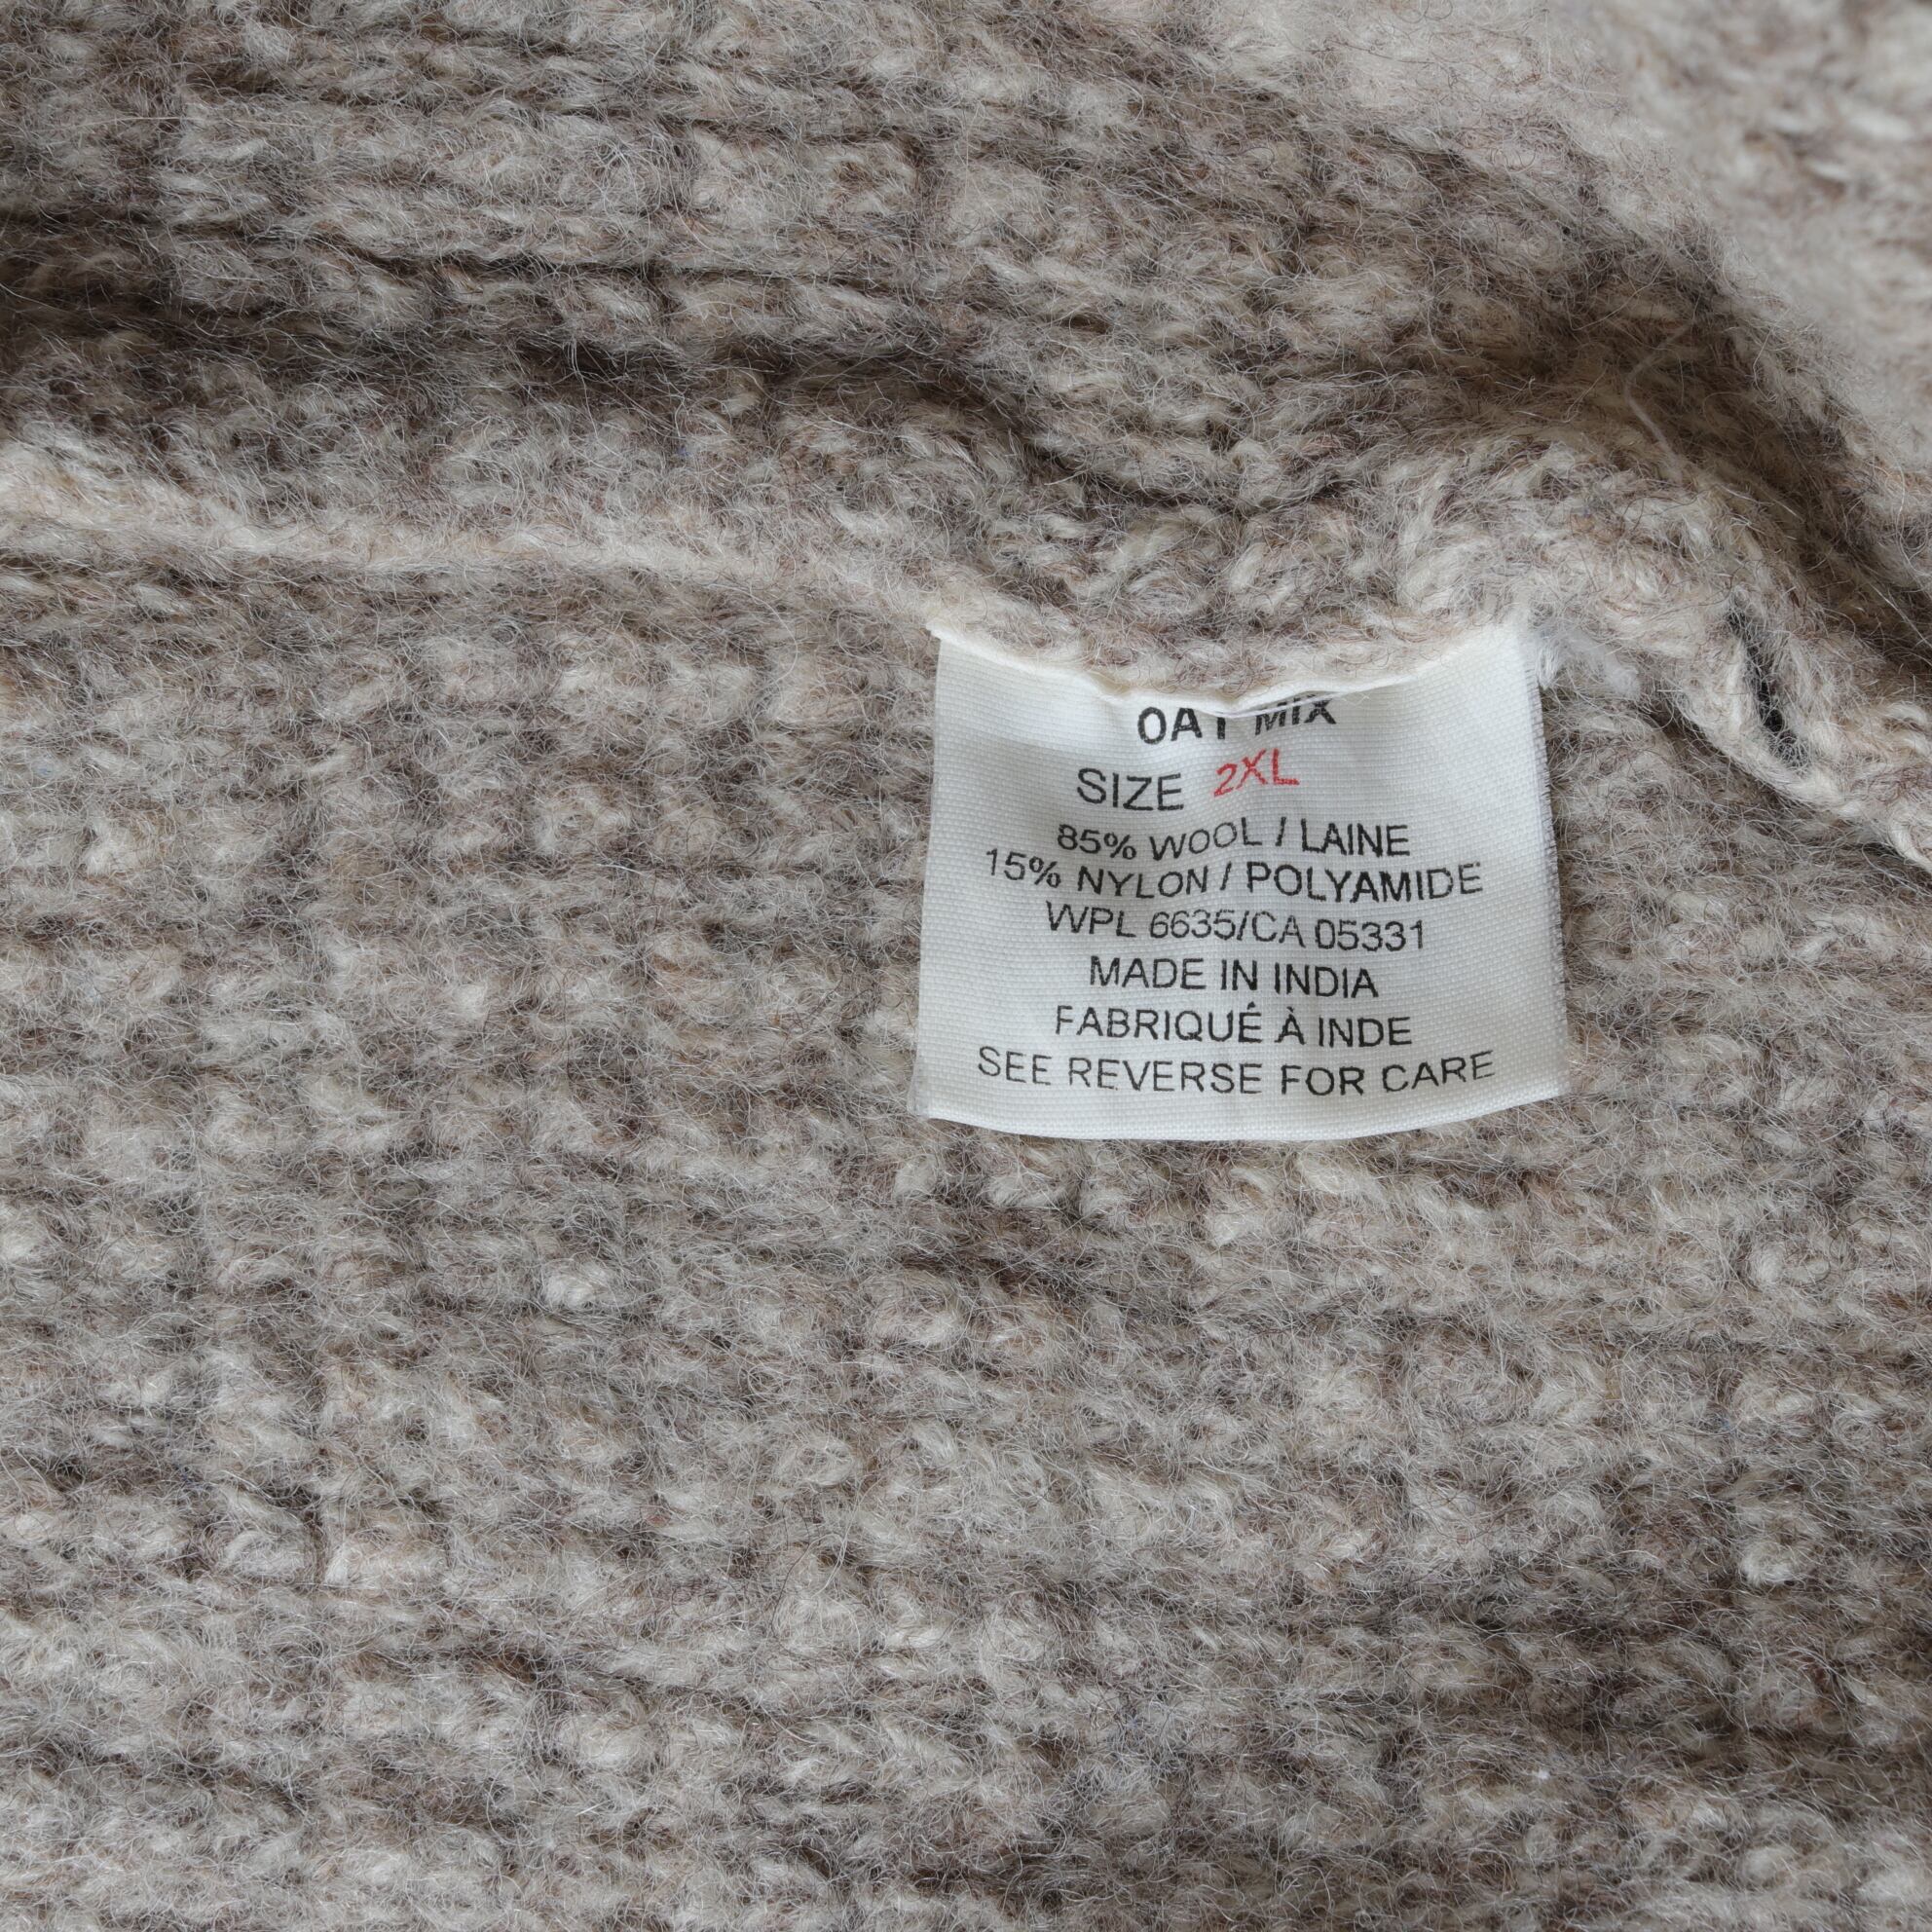 OAT MIX
SIZE 2XL
85% WOOL / LAINE
15% NYLON / POLYAMIDE
WPL 6635/CA 05331
MADE IN INDIA
FABRIQUÉ À INDE
SEE REVERSE FOR CARE